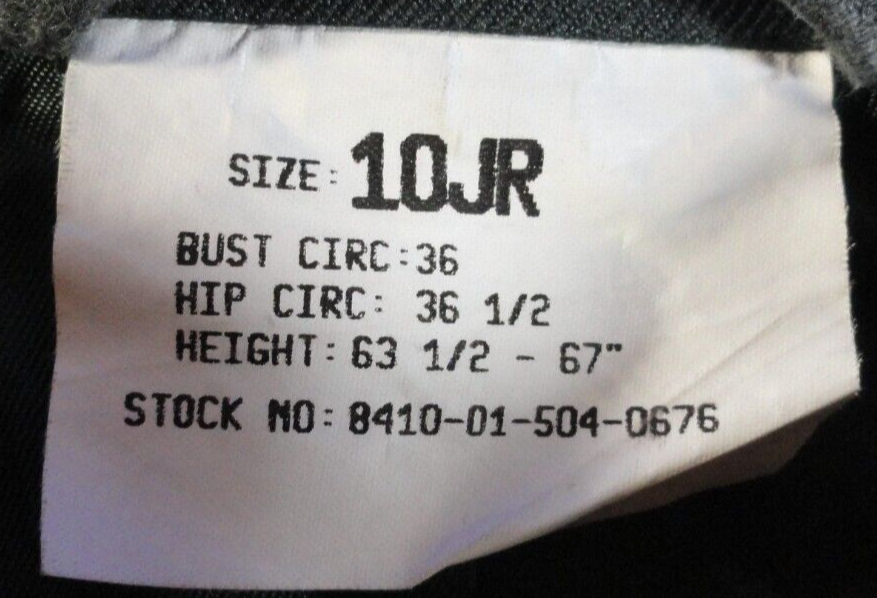 SIZE: 10JR
BUST CIRC:36
HIP CIRC: 36 1/2
HEIGHT: 63 1/2 - 67"
STOCK NO: 8410-01-504-0676